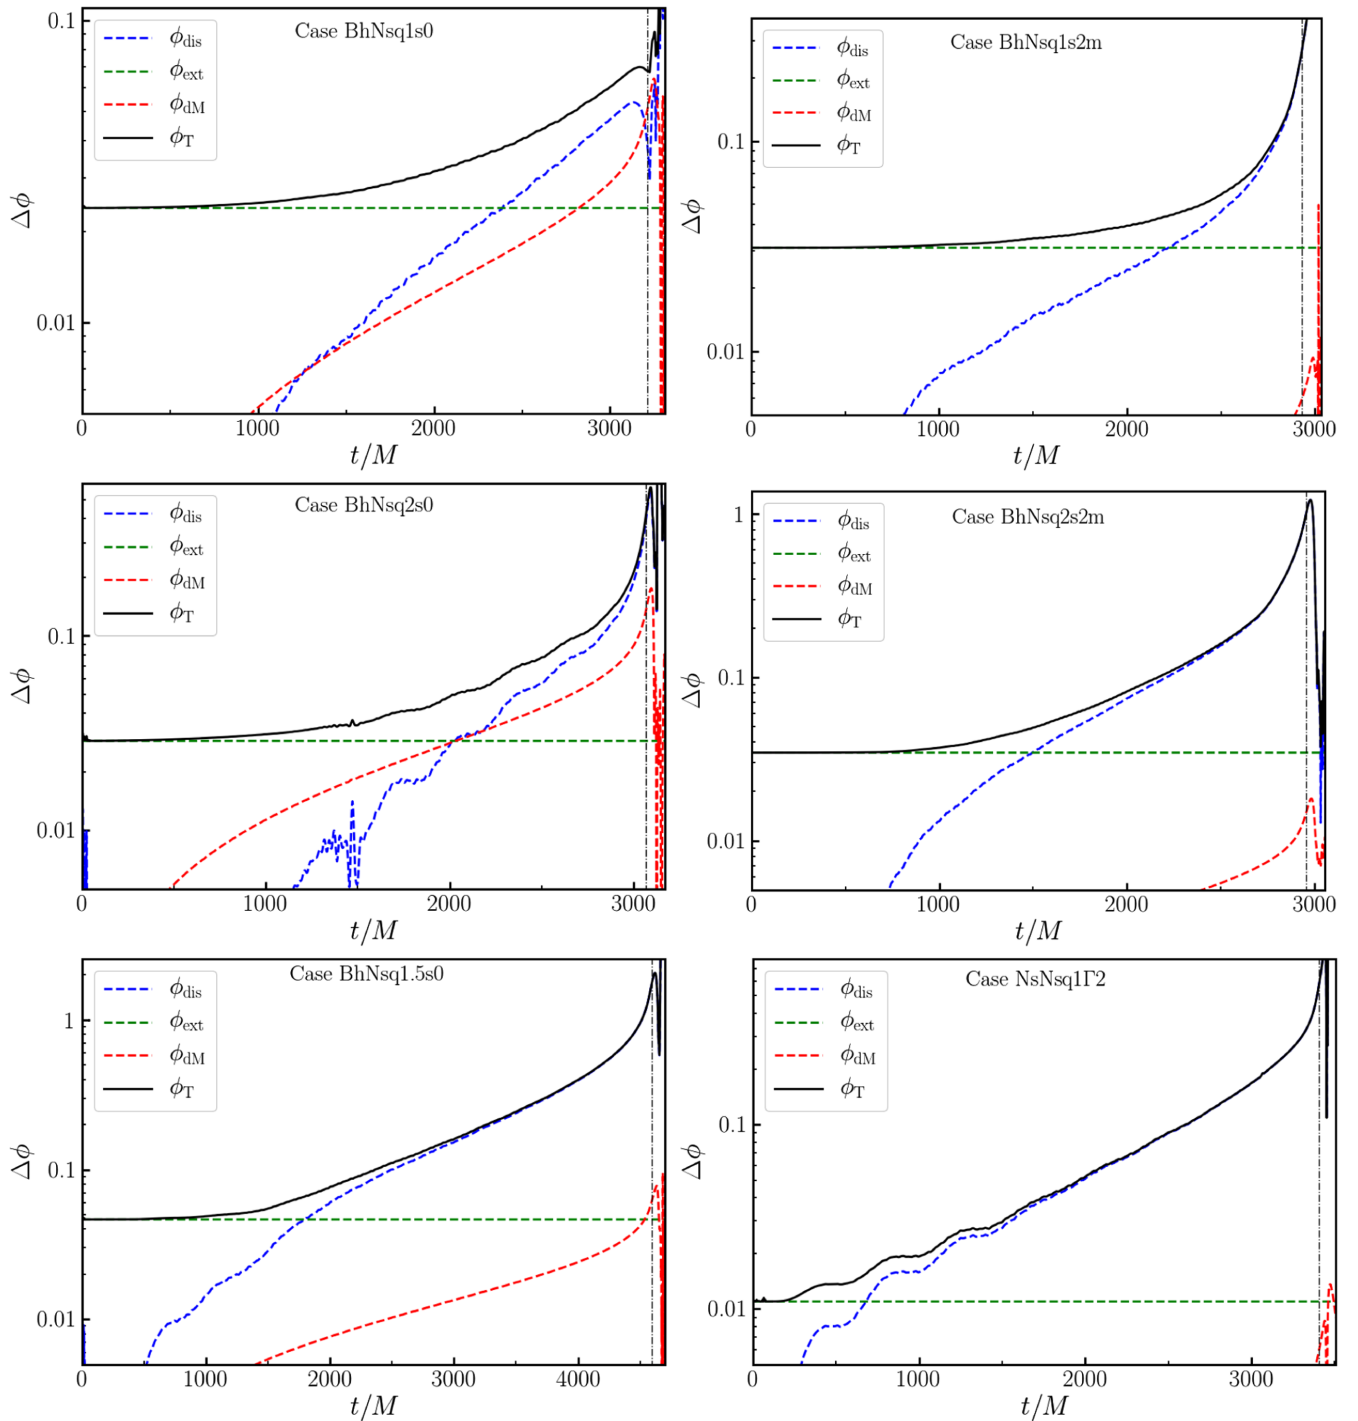 Case BhNsq1s0
ϕdis
ϕext
ϕdM
ϕT
0.1
0.01
Δϕ
0 1000 2000 3000
t/M
Case BhNsq1s2m
ϕdis
ϕext
ϕdM
ϕT
0.1
0.01
Δϕ
0 1000 2000 3000
t/M
Case BhNsq2s0
ϕdis
ϕext
ϕdM
ϕT
0.1
0.01
Δϕ
0 1000 2000 3000
t/M
Case BhNsq2s2m
ϕdis
ϕext
ϕdM
ϕT
1
0.1
0.01
Δϕ
0 1000 2000 3000
t/M
Case BhNsq1.5s0
ϕdis
ϕext
ϕdM
ϕT
1
0.1
0.01
Δϕ
0 1000 2000 3000 4000
t/M
Case NsNsq1Γ2
ϕdis
ϕext
ϕdM
ϕT
0.1
0.01
Δϕ
0 1000 2000 3000
t/M